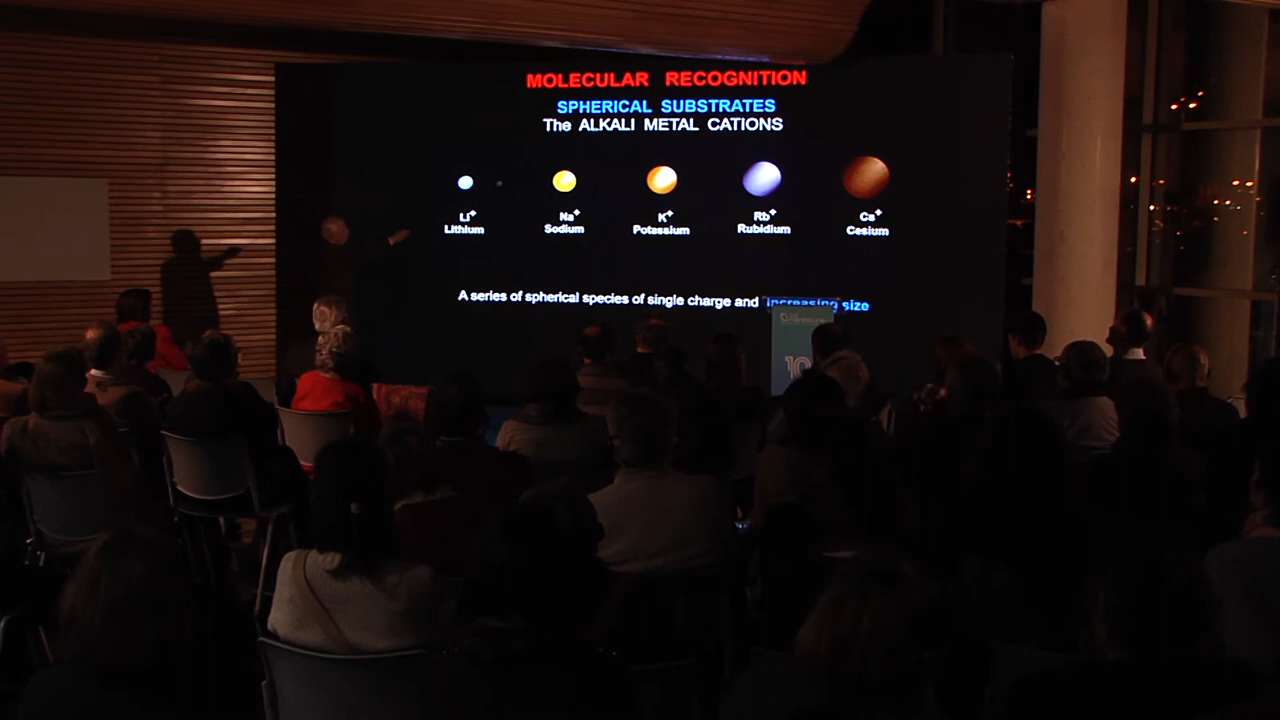 MOLECULAR RECOGNITION
SPHERICAL SUBSTRATES
The ALKALI METAL CATIONS
Li+ Na+ K+ Rb+ Cs+
Lithium Sodium Potassium Rubidium Cesium
A series of spherical species of single charge and increasing size
10